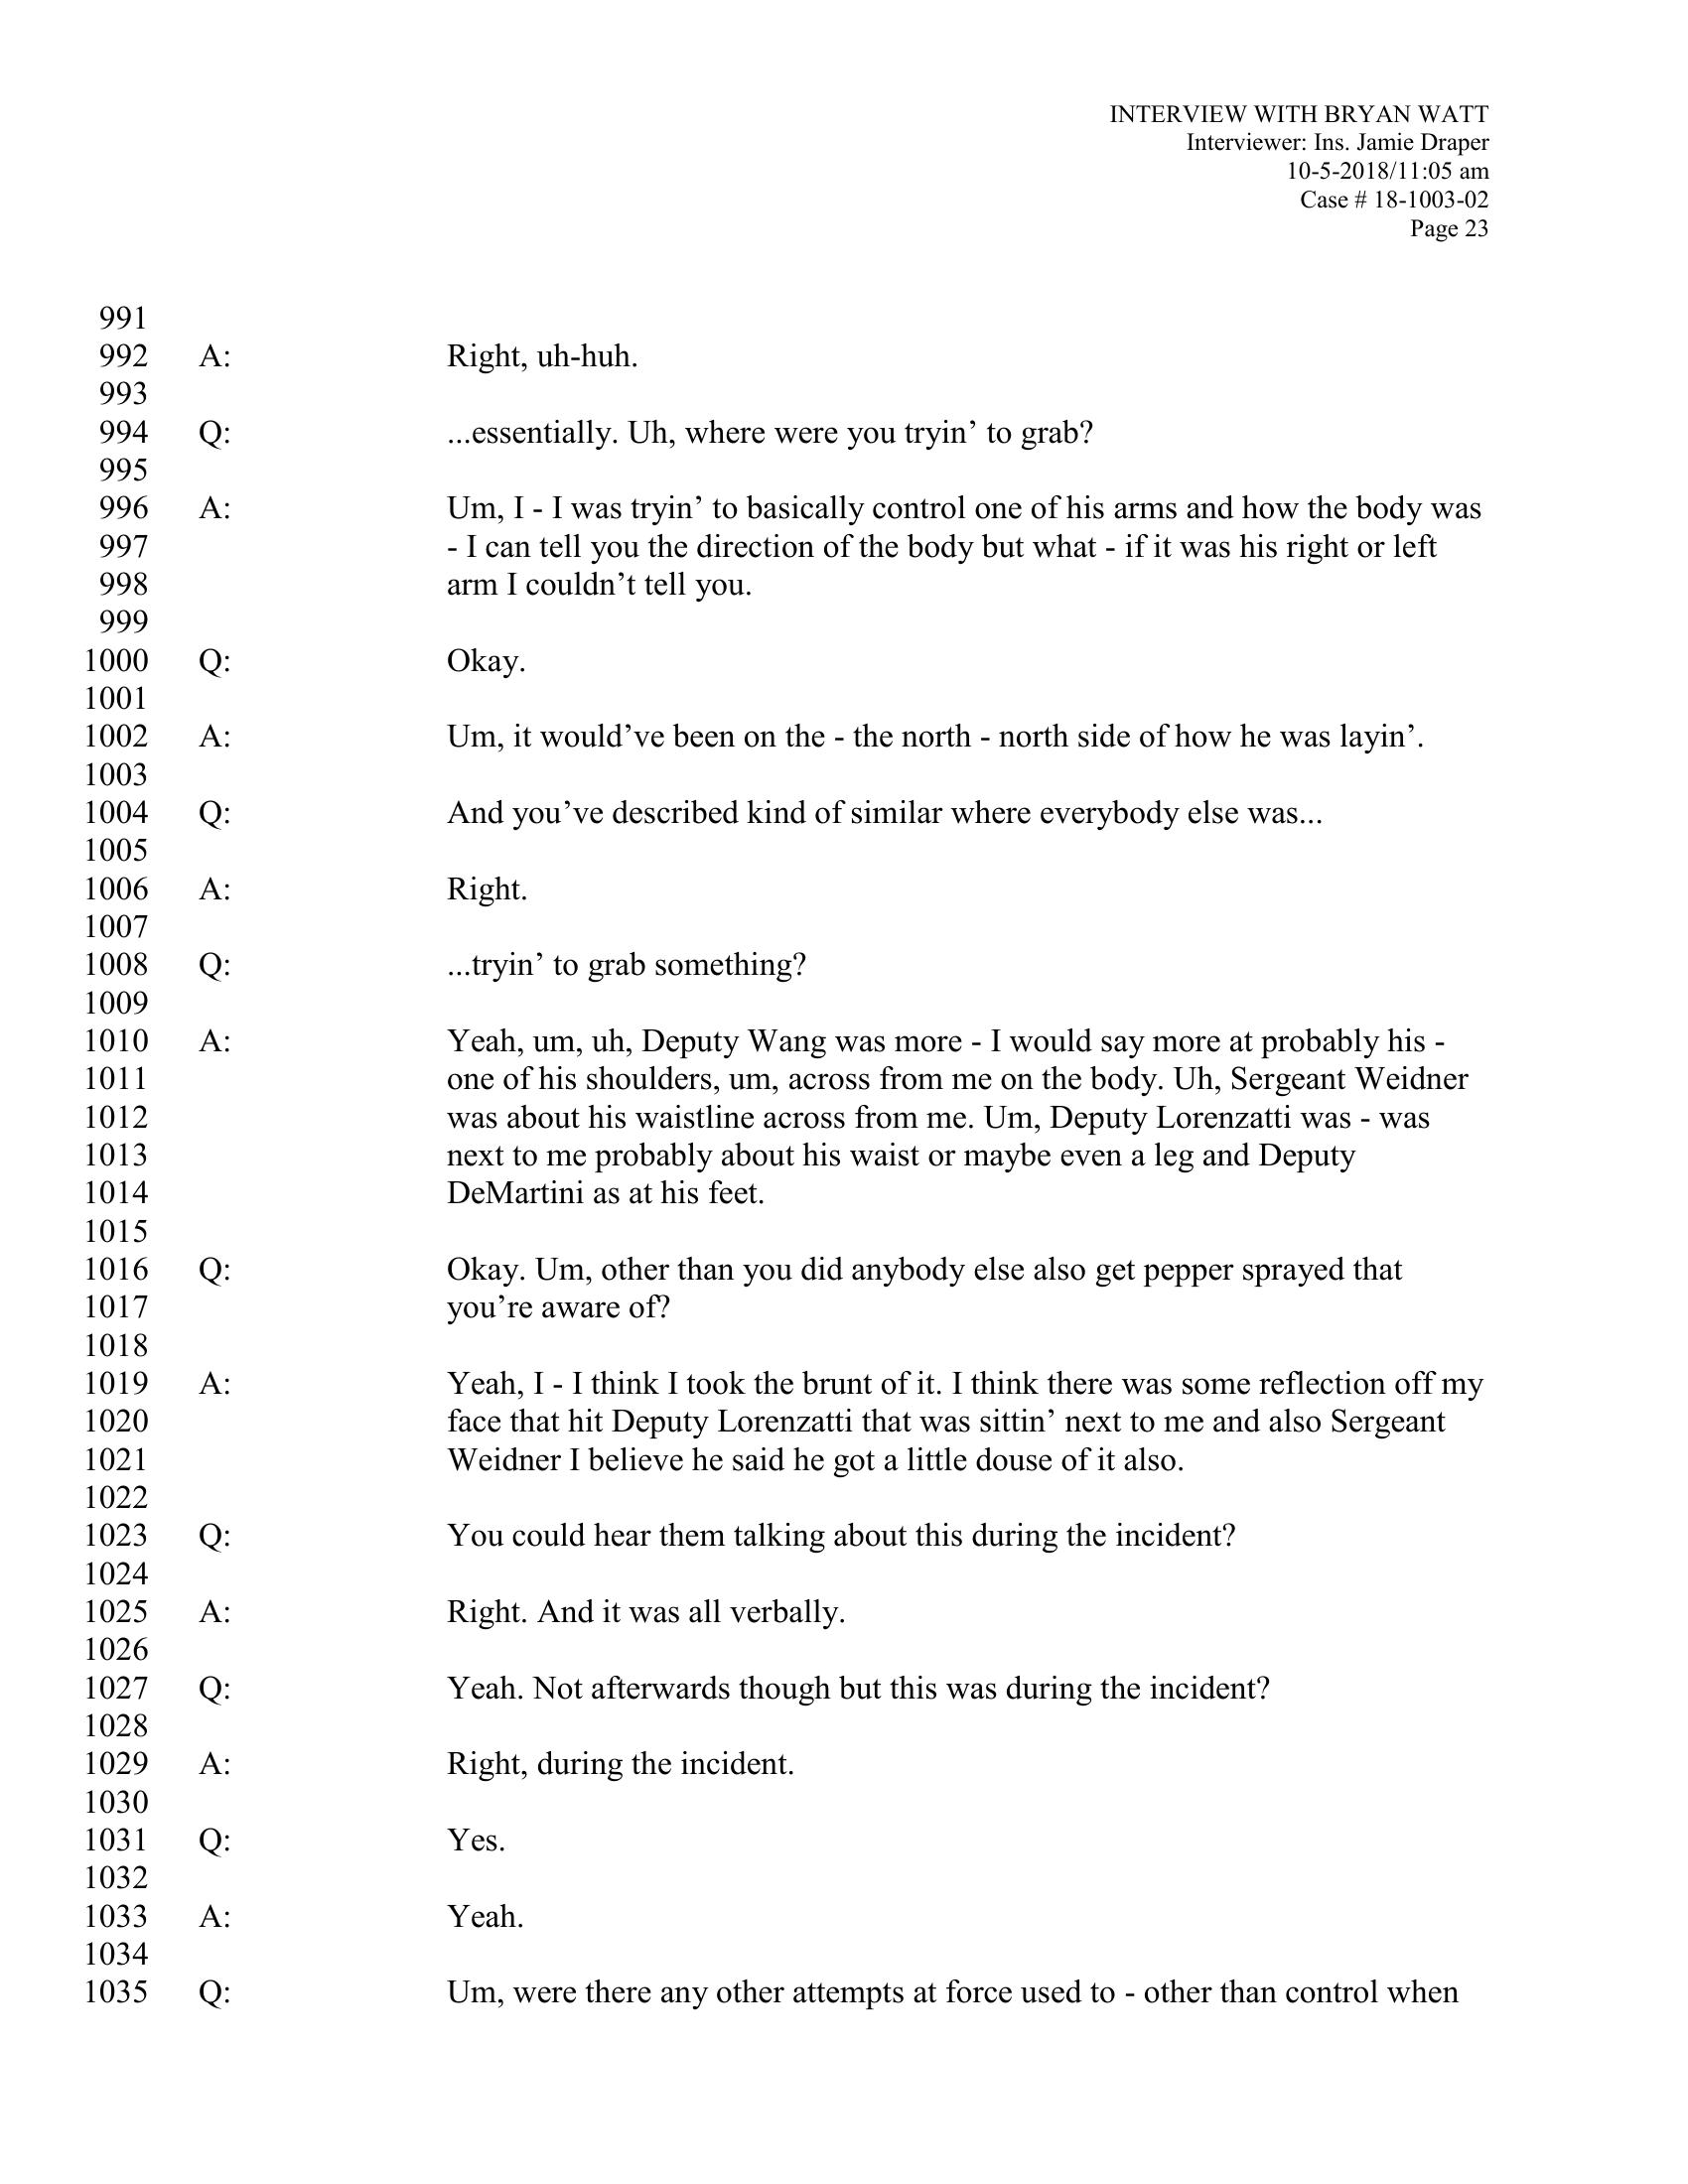 INTERVIEW WITH BRYAN WATT
Interviewer: Ins. Jamie Draper
10-5-2018/11:05 am
Case # 18-1003-02
Page 23
991
992 A: Right, uh-huh.
993
994 Q: ...essentially. Uh, where were you tryin’ to grab?
995
996 A: Um, I - I was tryin’ to basically control one of his arms and how the body was
997 - I can tell you the direction of the body but what - if it was his right or left
998 arm I couldn’t tell you.
999
1000 Q: Okay.
1001
1002 A: Um, it would’ve been on the - the north - north side of how he was layin’.
1003
1004 Q: And you’ve described kind of similar where everybody else was...
1005
1006 A: Right.
1007
1008 Q: ...tryin’ to grab something?
1009
1010 A: Yeah, um, uh, Deputy Wang was more - I would say more at probably his -
1011 one of his shoulders, um, across from me on the body. Uh, Sergeant Weidner
1012 was about his waistline across from me. Um, Deputy Lorenzatti was - was
1013 next to me probably about his waist or maybe even a leg and Deputy
1014 DeMartini as at his feet.
1015
1016 Q: Okay. Um, other than you did anybody else also get pepper sprayed that
1017 you’re aware of?
1018
1019 A: Yeah, I - I think I took the brunt of it. I think there was some reflection off my
1020 face that hit Deputy Lorenzatti that was sittin’ next to me and also Sergeant
1021 Weidner I believe he said he got a little douse of it also.
1022
1023 Q: You could hear them talking about this during the incident?
1024
1025 A: Right. And it was all verbally.
1026
1027 Q: Yeah. Not afterwards though but this was during the incident?
1028
1029 A: Right, during the incident.
1030
1031 Q: Yes.
1032
1033 A: Yeah.
1034
1035 Q: Um, were there any other attempts at force used to - other than control when